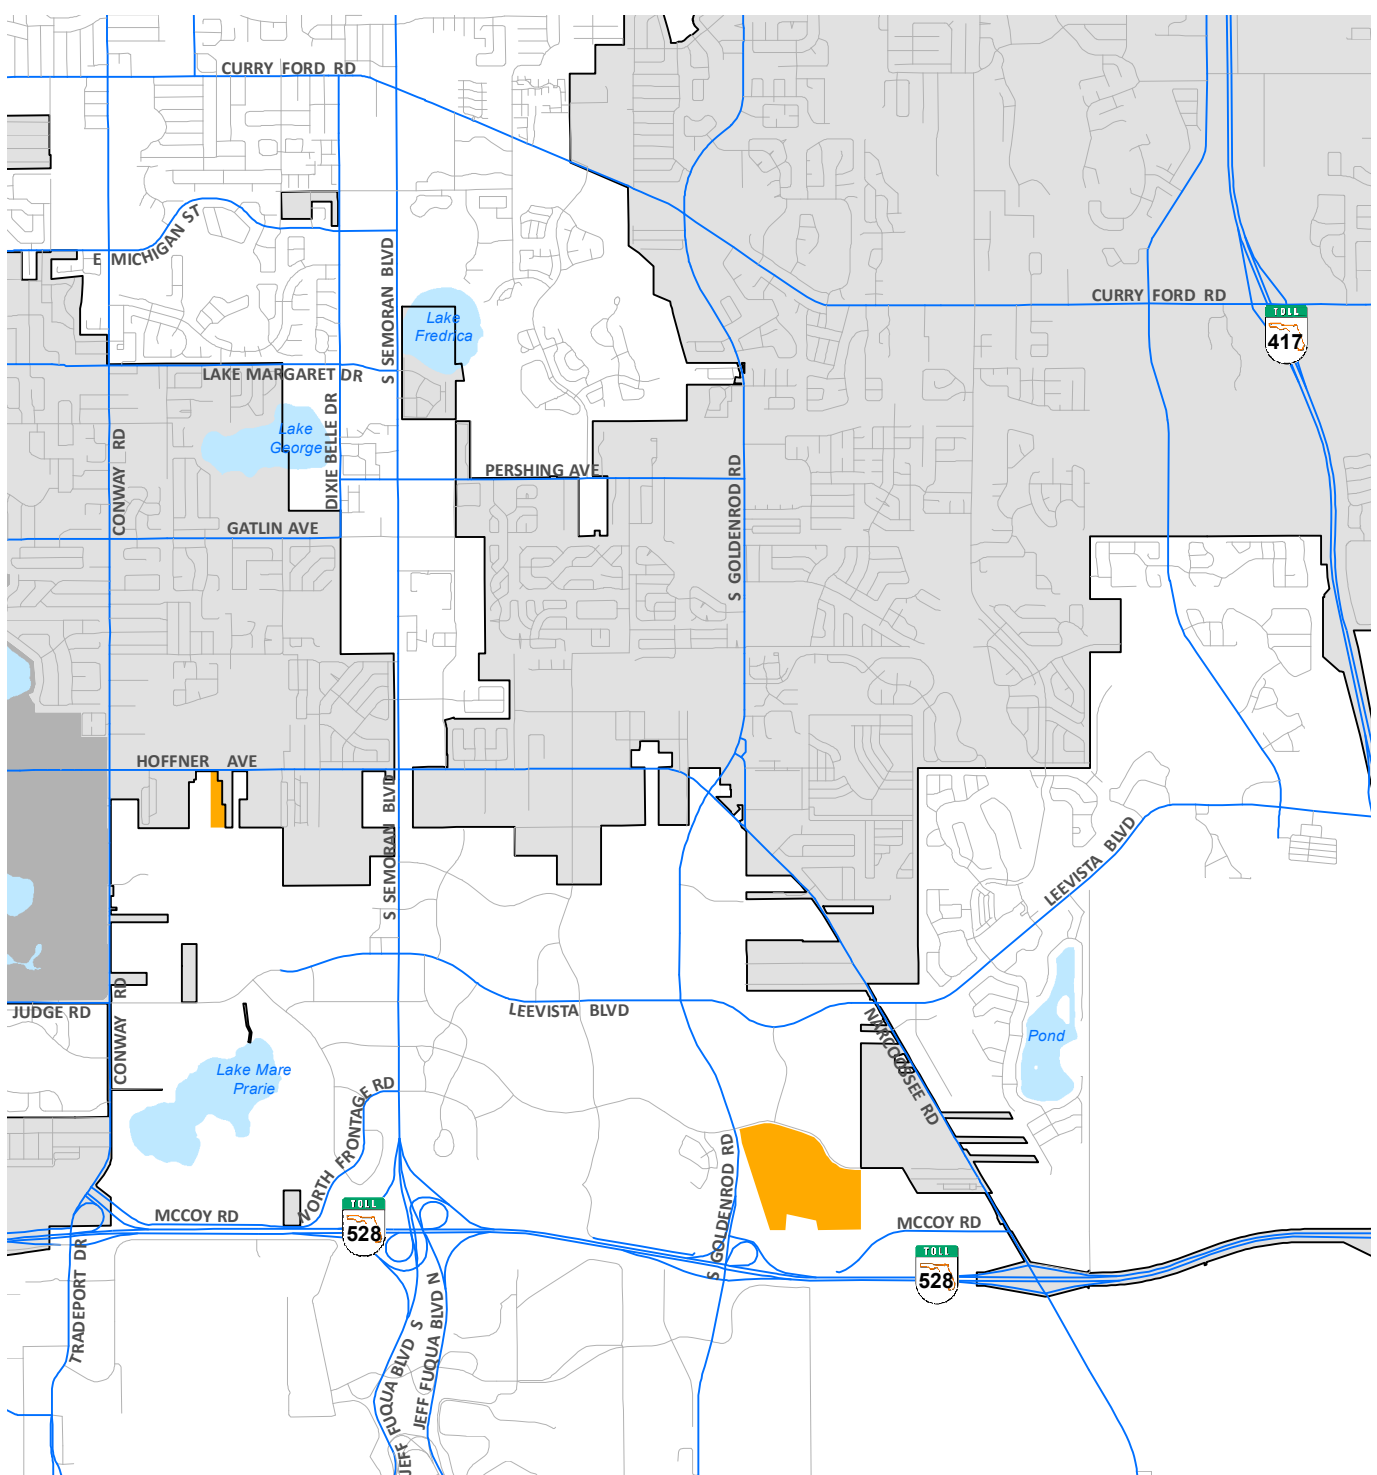 CURRY FORD RD
E MICHIGAN ST
S SEMORAN BLVD
CURRY FORD RD
TOLL
417
Lake
Fredrica
LAKE MARGARET DR
DIXIE BELLE DR
Lake
George
CONWAY RD
PERSHING AVE
S GOLDENROD RD
GATLIN AVE
HOFFNER AVE
S SEMORAN BLVD
LEEVISTA BLVD
JUDGE RD
CONWAY RD
LEEVISTA BLVD
NARCOOSSEE RD
Pond
Lake Mare
Prarie
NORTH FRONTAGE RD
S GOLDENROD RD
MCCOY RD
TOLL
528
MCCOY RD
TOLL
528
TRADEPORT DR
JEFF FUQUA BLVD S
JEFF FUQUA BLVD N
JEFF FUQUA BLVD S